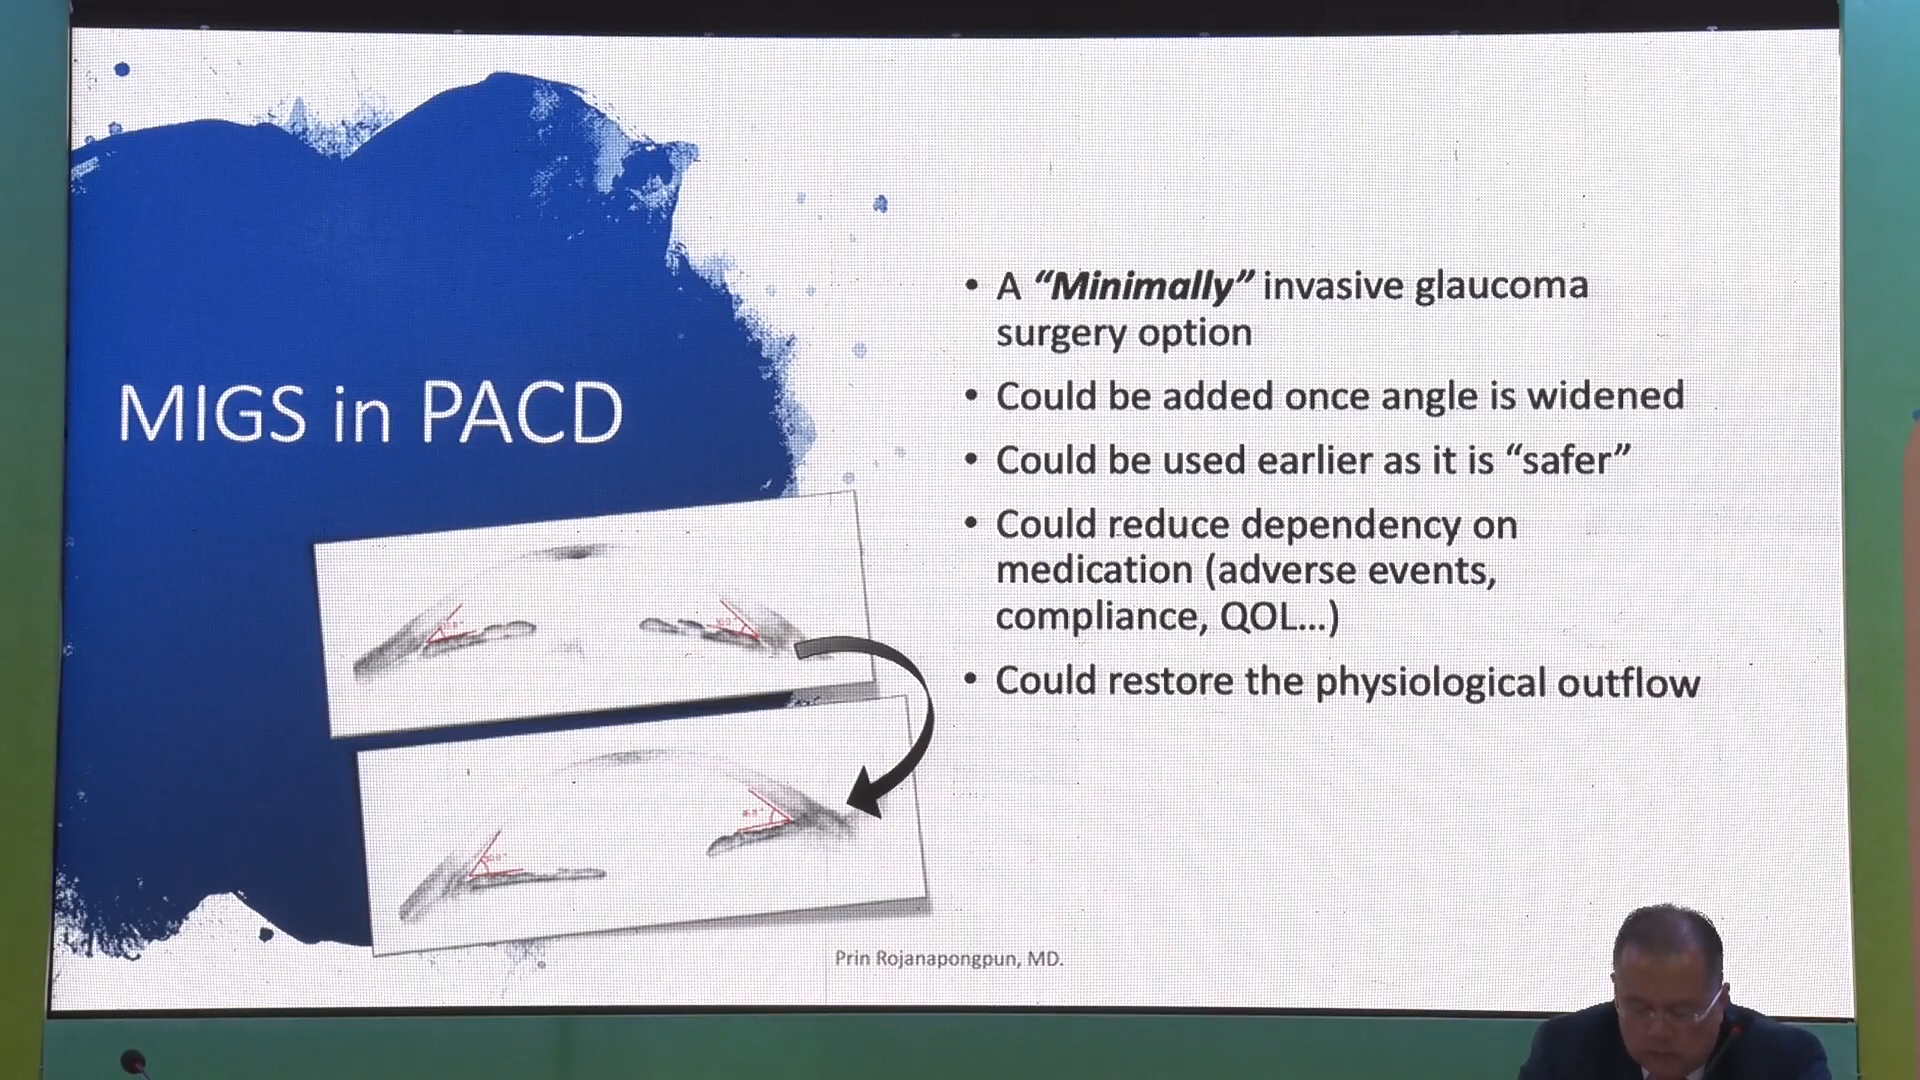 MIGS in PACD
• A “Minimally” invasive glaucoma
surgery option
• Could be added once angle is widened
• Could be used earlier as it is “safer”
• Could reduce dependency on
medication (adverse events,
compliance, QOL...)
• Could restore the physiological outflow
Prin Rojanapongpun, MD.